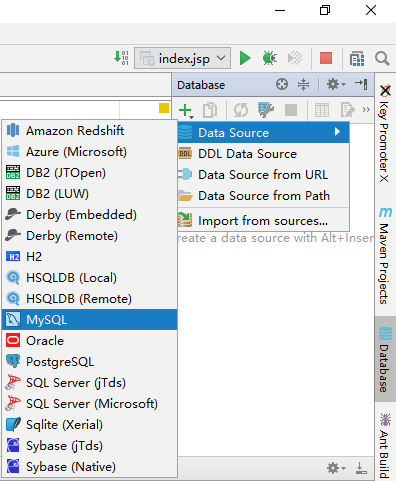 index.jsp
Database
Data Source
DDL Data Source
Data Source from URL
Data Source from Path
Import from sources...
reate a data source with Alt+Inser
Amazon Redshift
Azure (Microsoft)
DB2 (JTOpen)
DB2 (LUW)
Derby (Embedded)
Derby (Remote)
H2
HSQLDB (Local)
HSQLDB (Remote)
MySQL
Oracle
PostgreSQL
SQL Server (jTds)
SQL Server (Microsoft)
Sqlite (Xerial)
Sybase (jTds)
Sybase (Native)
Key Promoter X
Maven Projects
Database
Ant Build